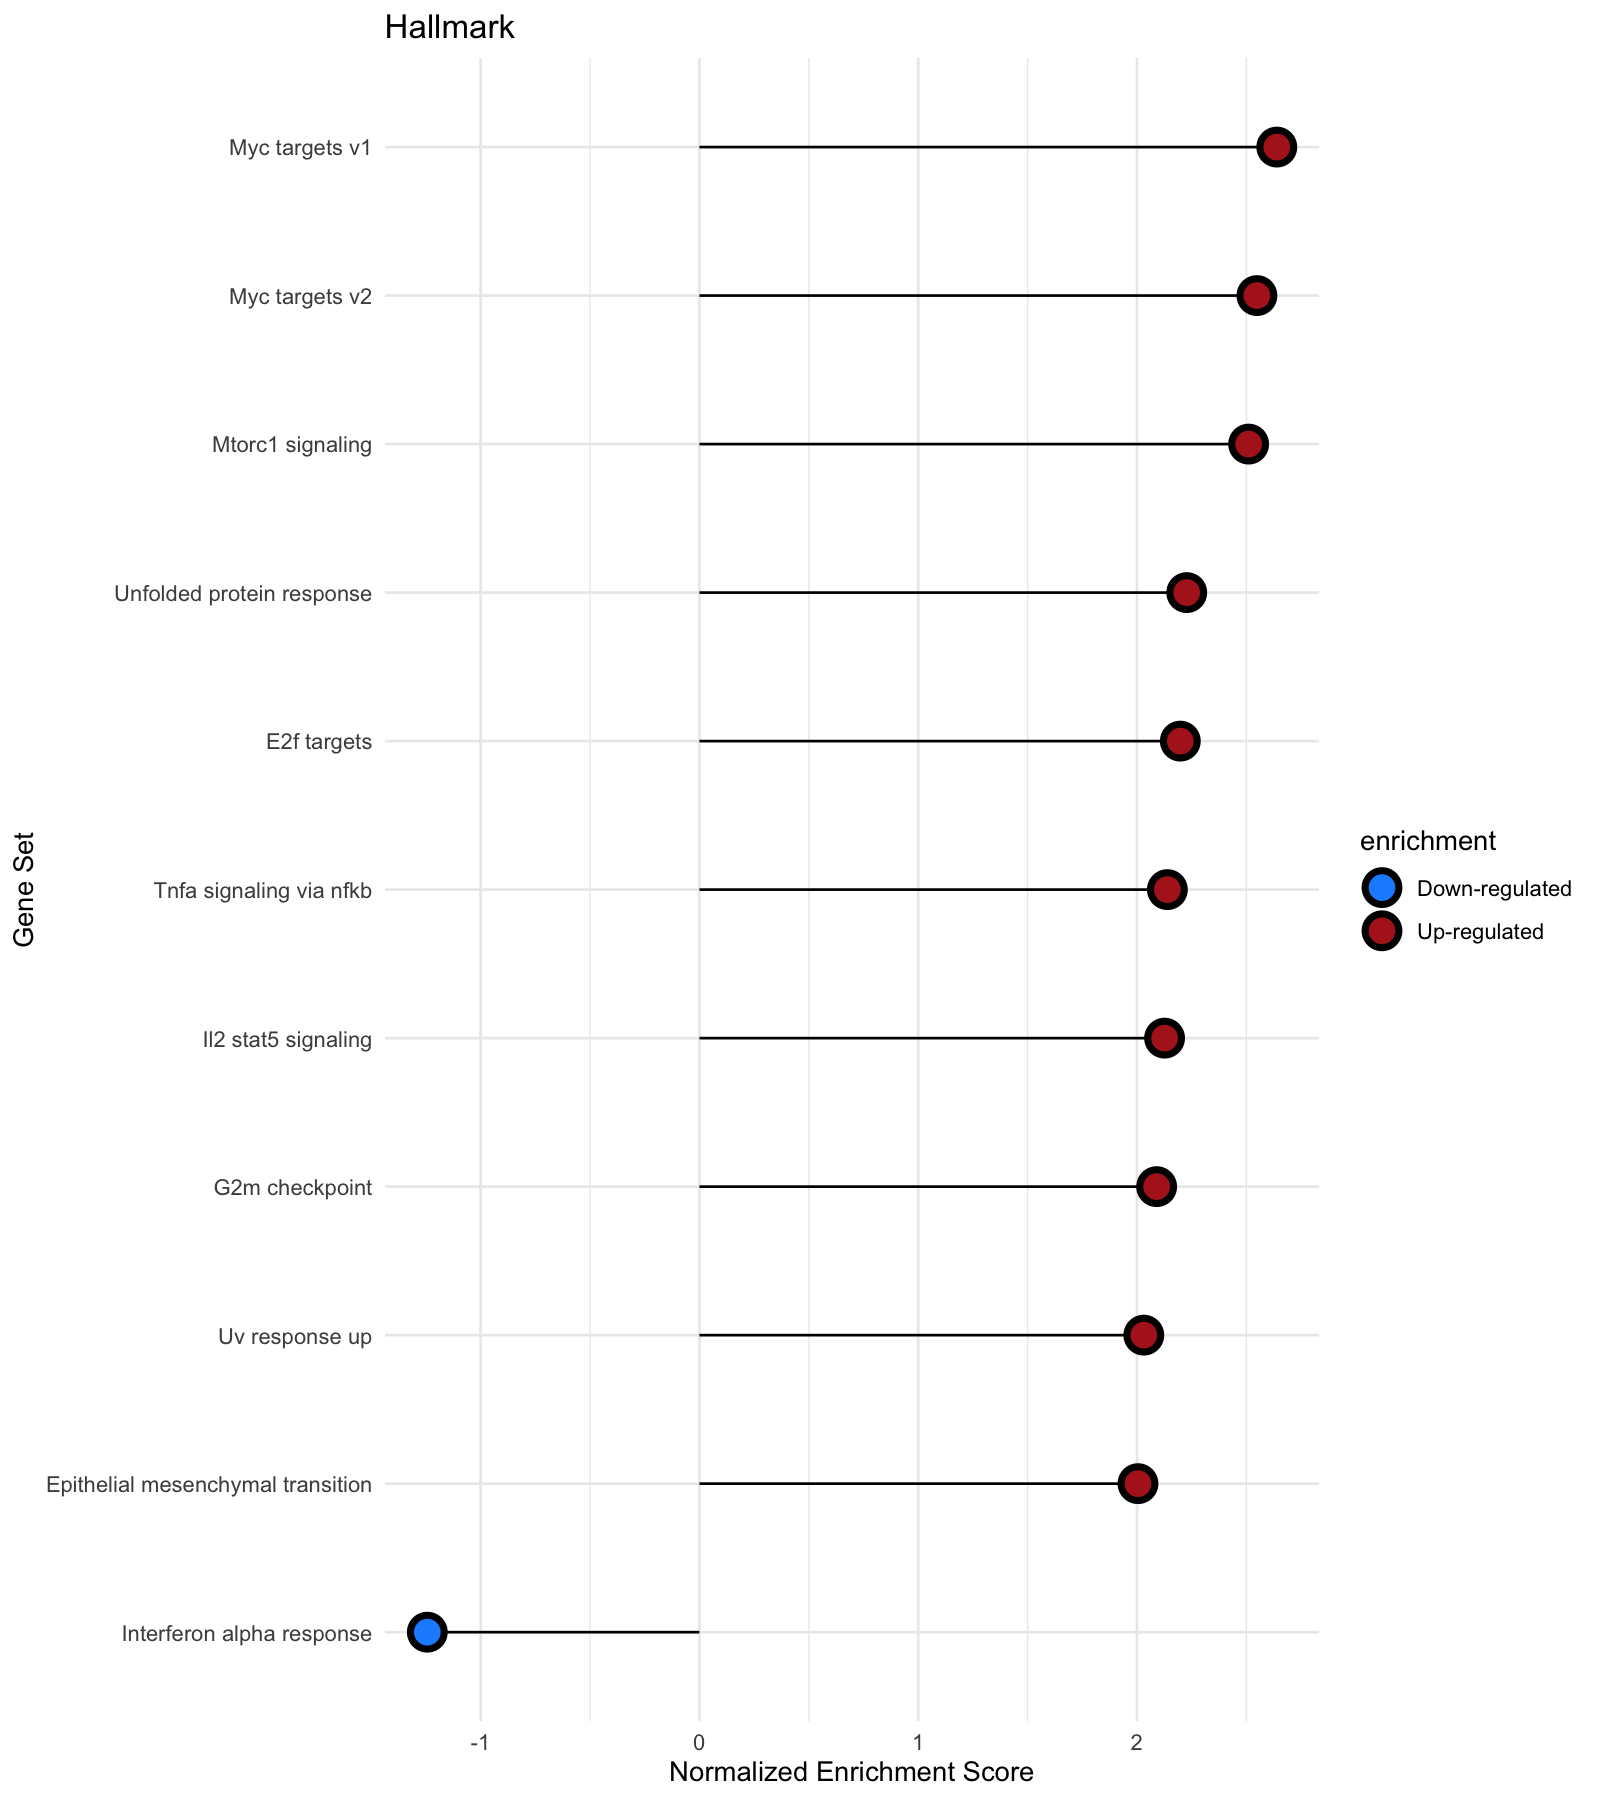 Hallmark
Myc targets v1
Myc targets v2
Mtorc1 signaling
Unfolded protein response
E2f targets
Tnfa signaling via nfkb
Il2 stat5 signaling
G2m checkpoint
Uv response up
Epithelial mesenchymal transition
Interferon alpha response
Gene Set
-1 0 1 2
Normalized Enrichment Score
enrichment
Down-regulated
Up-regulated